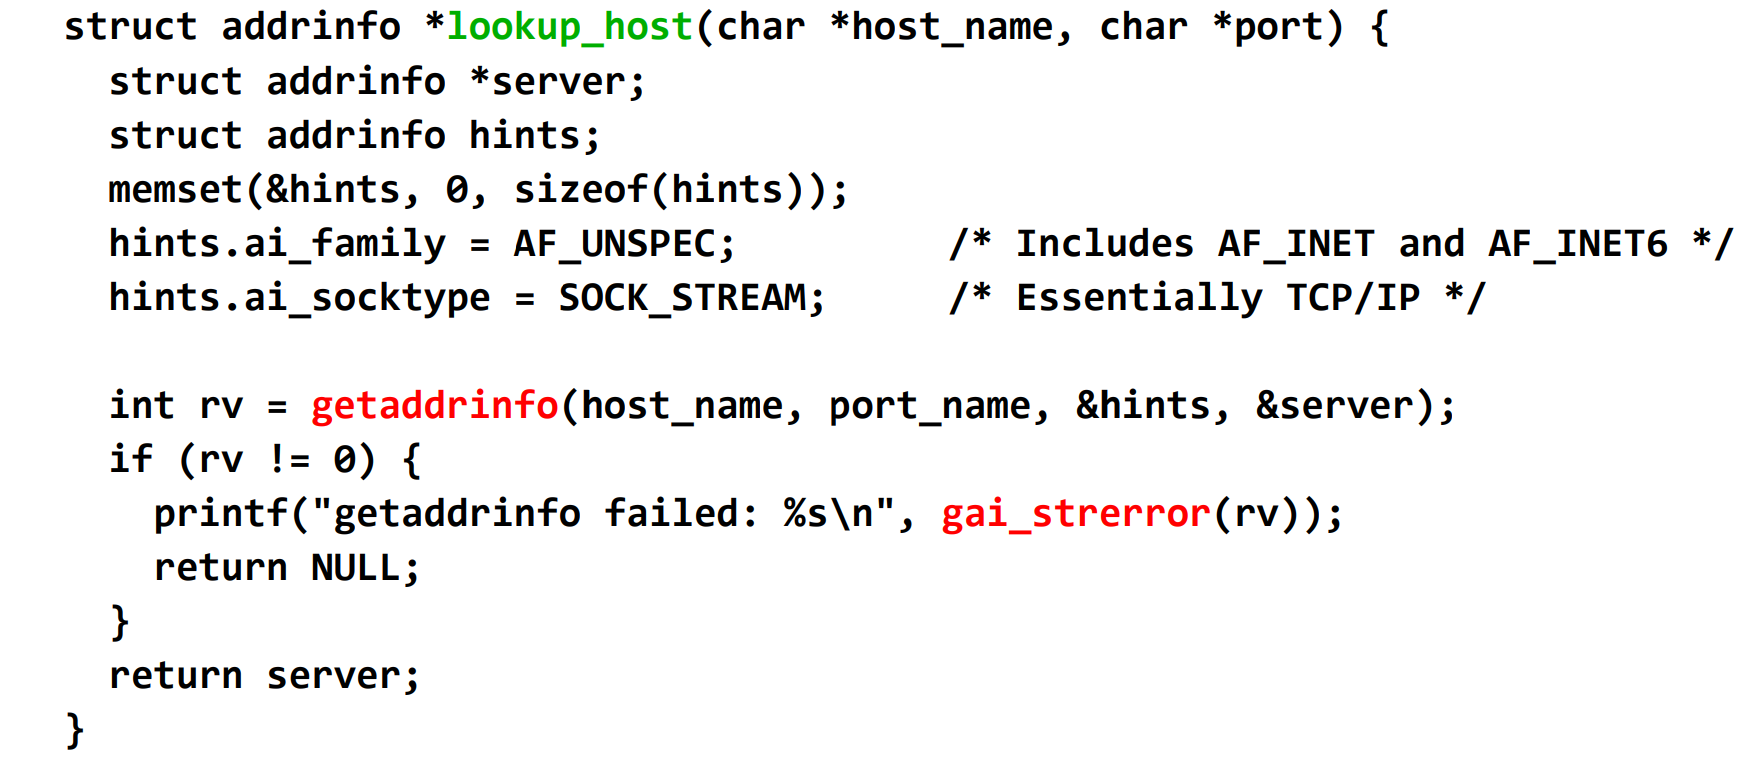 struct addrinfo *lookup_host(char *host_name, char *port) {
  struct addrinfo *server;
  struct addrinfo hints;
  memset(&hints, 0, sizeof(hints));
  hints.ai_family = AF_UNSPEC;         /* Includes AF_INET and AF_INET6 */
  hints.ai_socktype = SOCK_STREAM;     /* Essentially TCP/IP */

  int rv = getaddrinfo(host_name, port_name, &hints, &server);
  if (rv != 0) {
    printf("getaddrinfo failed: %s\n", gai_strerror(rv));
    return NULL;
  }
  return server;
}